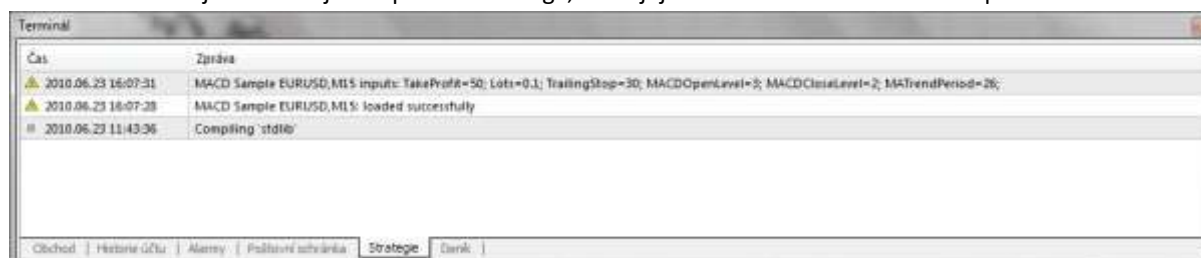 Terminál
Čas Zpráva
2010.06.23 16:07:31 MACD Sample EURUSD,M15 inputs: TakeProfit=50; Lots=0.1; TrailingStop=30; MACDOpenLevel=3; MACDCloseLevel=2; MATrendPeriod=26;
2010.06.23 16:07:28 MACD Sample EURUSD,M15: loaded successfully
2010.06.23 11:43:36 Compiling 'stdlib'
Obchod | Historie účtu | Alarmy | Poštovní schránka | Strategie | Deník |